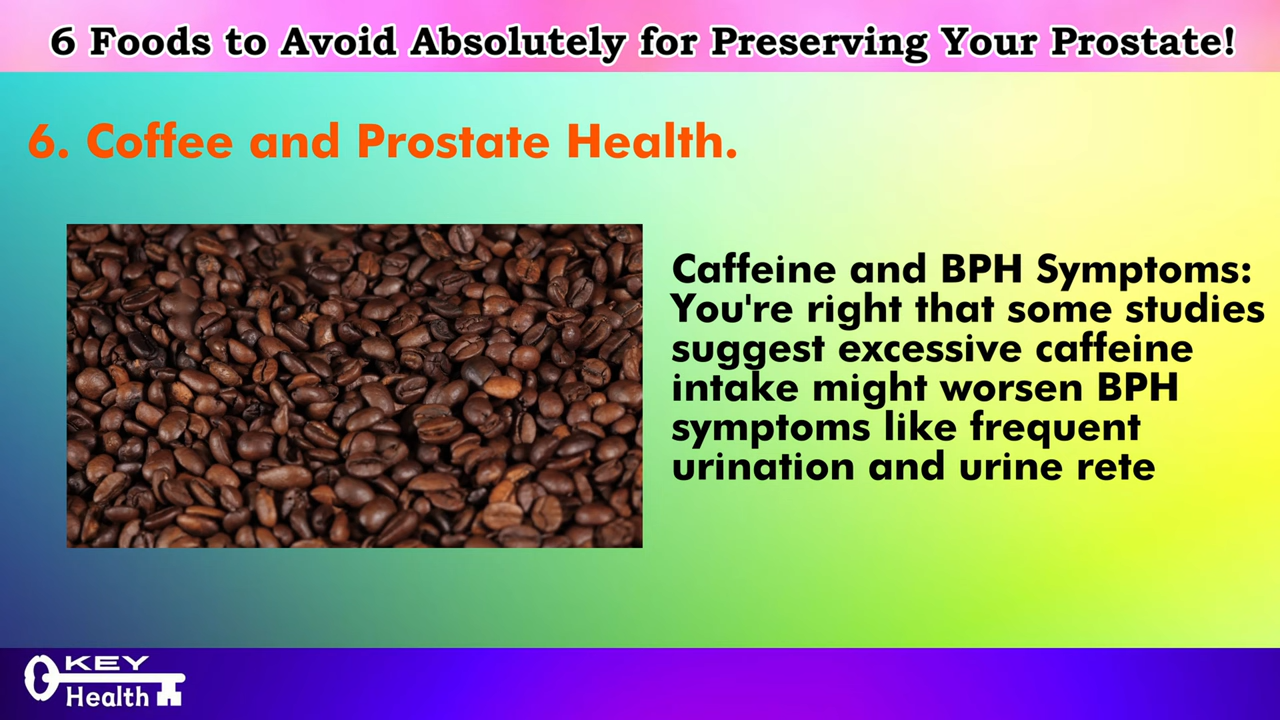 6 Foods to Avoid Absolutely for Preserving Your Prostate!
6. Coffee and Prostate Health.
Caffeine and BPH Symptoms:
You're right that some studies
suggest excessive caffeine
intake might worsen BPH
symptoms like frequent
urination and urine rete
KEY
Health